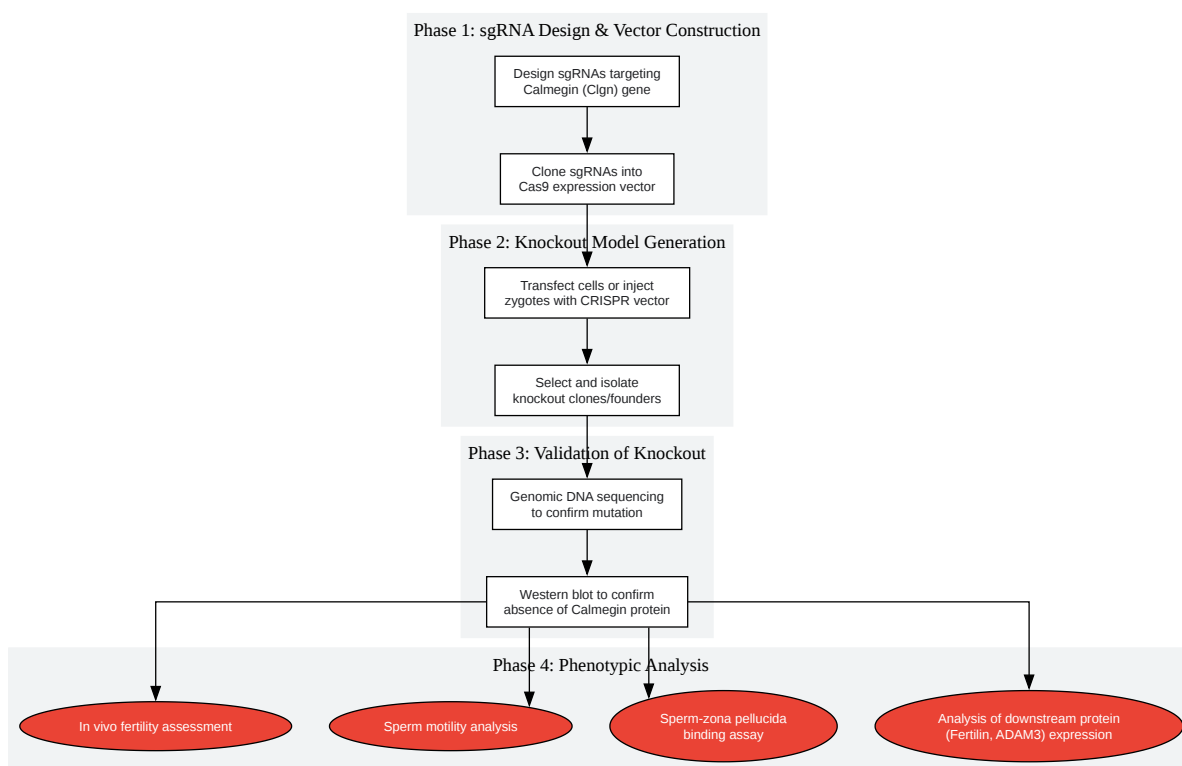 Phase 1: sgRNA Design & Vector Construction
Design sgRNAs targeting
Calmegin (Clgn) gene
Clone sgRNAs into
Cas9 expression vector
Phase 2: Knockout Model Generation
Transfect cells or inject
zygotes with CRISPR vector
Select and isolate
knockout clones/founders
Phase 3: Validation of Knockout
Genomic DNA sequencing
to confirm mutation
Western blot to confirm
absence of Calmegin protein
Phase 4: Phenotypic Analysis
In vivo fertility assessment
Sperm motility analysis
Sperm-zona pellucida
binding assay
Analysis of downstream protein
(Fertilin, ADAM3) expression